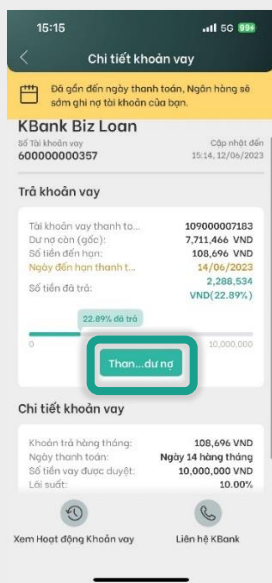 15:15
5G 99+
Chi tiết khoản vay
Đã gần đến ngày thanh toán, Ngân hàng sẽ
sớm ghi nợ tài khoản của bạn.
KBank Biz Loan
Số Tài khoản vay Cập nhật đến
600000000357 15:14, 12/06/2023
Trả khoản vay
Tài khoản vay thanh to... 109000007183
Dư nợ còn (gốc): 7,711,466 VND
Số tiền đến hạn: 108,696 VND
Ngày đến hạn thanh t... 14/06/2023
Số tiền đã trả: 2,288,534
VND(22.89%)
22.89% đã trả
0 10,000,000
Than...dư nợ
Chi tiết khoản vay
Khoản trả hàng tháng: 108,696 VND
Ngày thanh toán: Ngày 14 hàng tháng
Số tiền vay được duyệt: 10,000,000 VND
Lãi suất: 10.00%
Xem Hoạt động Khoản vay Liên hệ KBank